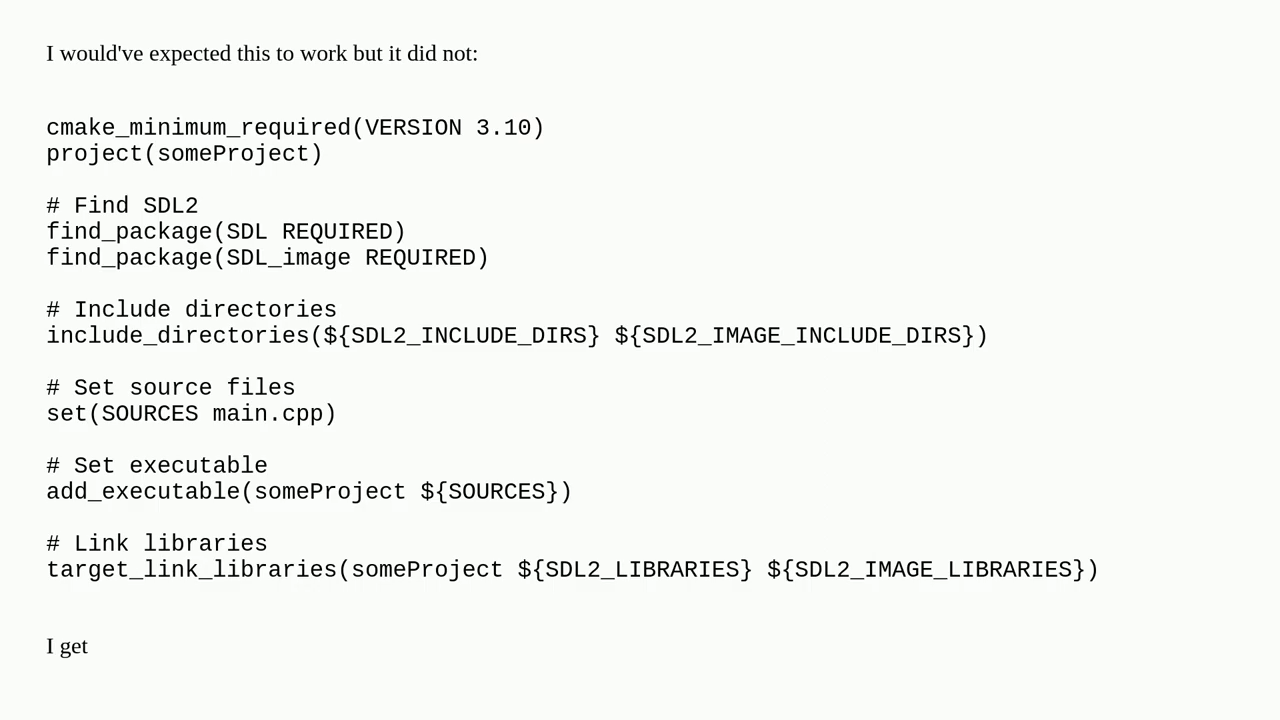 I would've expected this to work but it did not:
cmake_minimum_required(VERSION 3.10)
project(someProject)
# Find SDL2
find_package(SDL REQUIRED)
find_package(SDL_image REQUIRED)
# Include directories
include_directories(${SDL2_INCLUDE_DIRS} ${SDL2_IMAGE_INCLUDE_DIRS})
# Set source files
set(SOURCES main.cpp)
# Set executable
add_executable(someProject ${SOURCES})
# Link libraries
target_link_libraries(someProject ${SDL2_LIBRARIES} ${SDL2_IMAGE_LIBRARIES})
I get